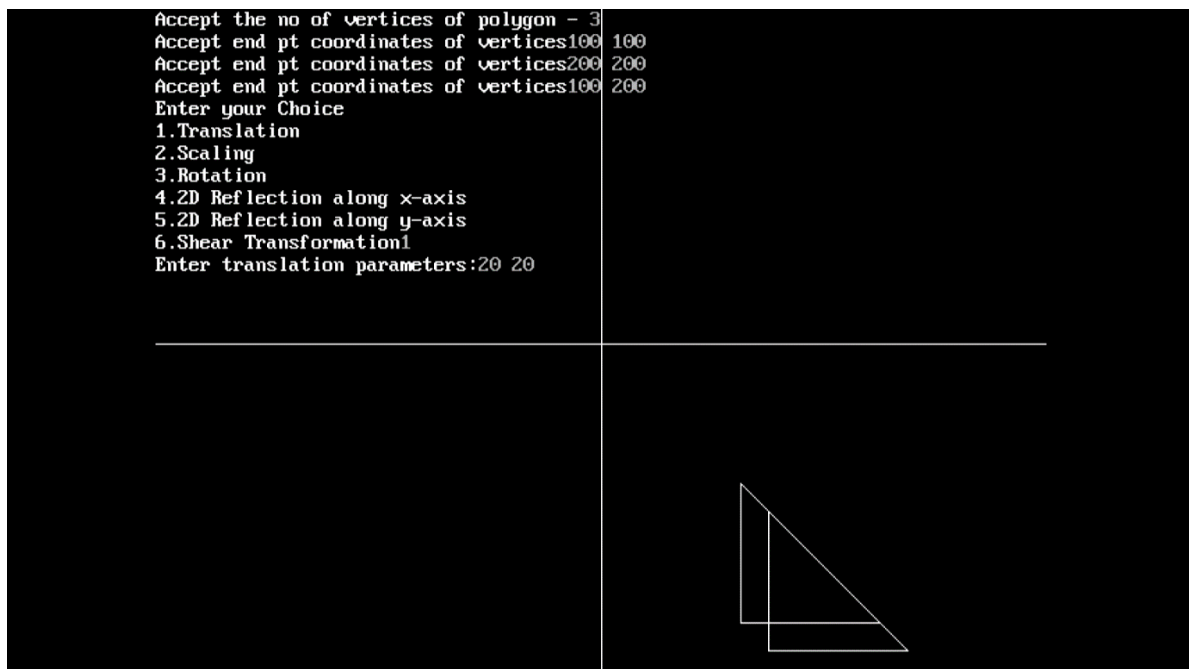 Accept the no of vertices of polygon - 3
Accept end pt coordinates of vertices100 100
Accept end pt coordinates of vertices200 200
Accept end pt coordinates of vertices100 200
Enter your Choice
1.Translation
2.Scaling
3.Rotation
4.2D Reflection along x-axis
5.2D Reflection along y-axis
6.Shear Transformation1
Enter translation parameters:20 20